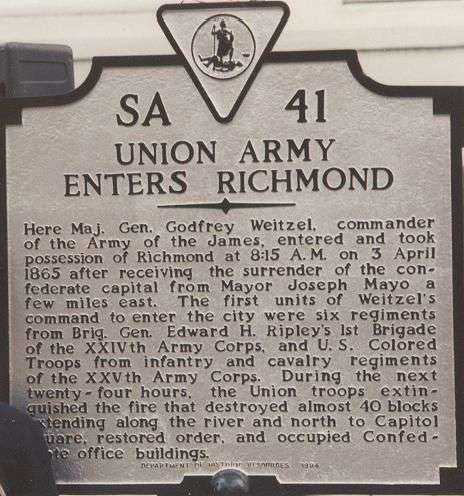 SA 41
UNION ARMY
ENTERS RICHMOND
Here Maj. Gen. Godfrey Weitzel, commander
of the Army of the James, entered and took
possession of Richmond at 8:15 A.M. on 3 April
1865 after receiving the surrender of the con-
federate capital from Mayor Joseph Mayo a
few miles east. The first units of Weitzel's
command to enter the city were six regiments
from Brig. Gen. Edward H. Ripley's 1st Brigade
of the XXIVth Army Corps, and U.S. Colored
Troops from infantry and cavalry regiments
of the XXVth Army Corps. During the next
twenty-four hours, the Union troops extin-
guished the fire that destroyed almost 40 blocks
extending along the river and north to Capitol
Square, restored order, and occupied Confed-
erate office buildings.
DEPARTMENT OF HISTORIC RESOURCES 1994